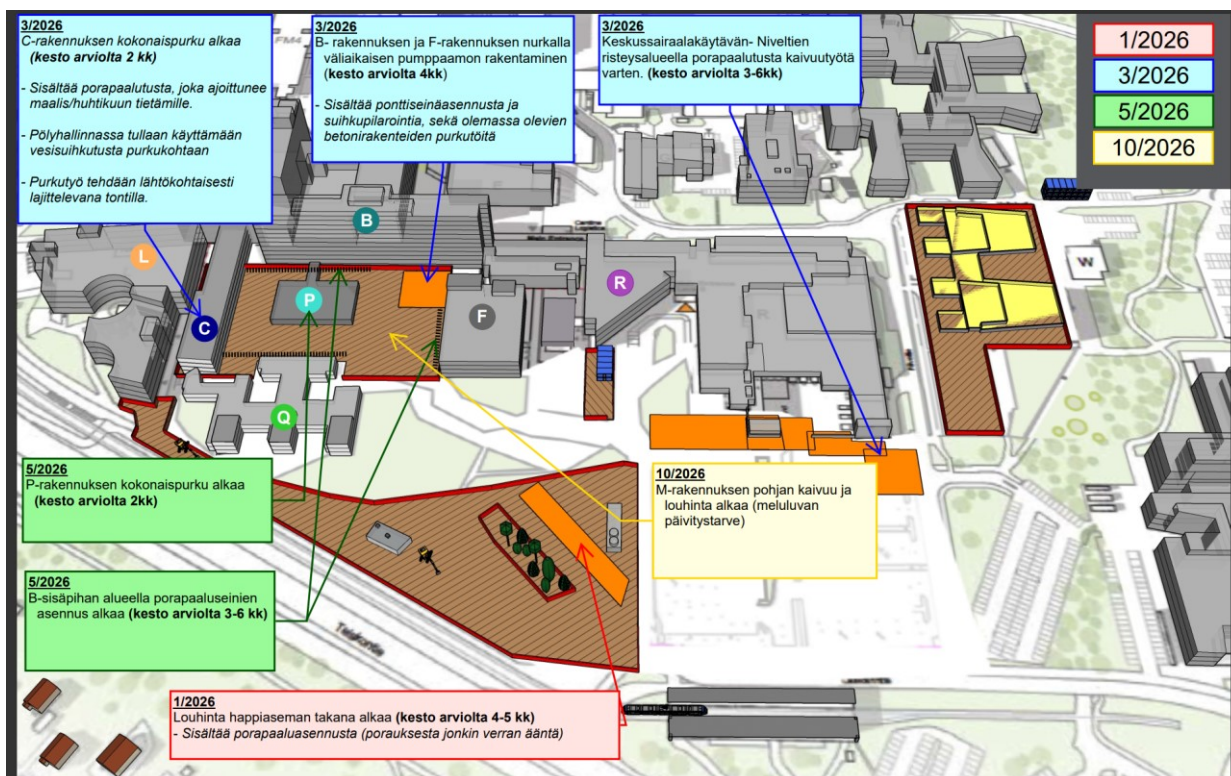 3/2026
C-rakennuksen kokonaispurku alkaa
(kesto arviolta 2 kk)
- Sisältää porapaalutusta, joka ajoittunee
maalis/huhtikuun tietämille.
- Pölyhallinnassa tullaan käyttämään
vesisuihkutusta purkukohtaan
- Purkutyö tehdään lähtökohtaisesti
lajittelevana tontilla.
3/2026
B- rakennuksen ja F-rakennuksen nurkalla
väliaikaisen pumppaamon rakentaminen
(kesto arviolta 4kk)
- Sisältää ponttiseinäasennusta ja
suihkupilarointia, sekä olemassa olevien
betonirakenteiden purkutöitä
3/2026
Keskussairaalakäytävän- Niveltien
risteysalueella porapaalutusta kaivuutyötä
varten. (kesto arviolta 3-6kk)
1/2026
3/2026
5/2026
10/2026
FM4
B
L
P
C
F
R
W
Q
5/2026
P-rakennuksen kokonaispurku alkaa
(kesto arviolta 2kk)
10/2026
M-rakennuksen pohjan kaivuu ja
louhinta alkaa (meluluvan
päivitystarve)
5/2026
B-sisäpihan alueella porapaaluseinien
asennus alkaa (kesto arviolta 3-6 kk)
1/2026
Louhinta happiaseman takana alkaa (kesto arviolta 4-5 kk)
- Sisältää porapaaluasennusta (porauksesta jonkin verran ääntä)